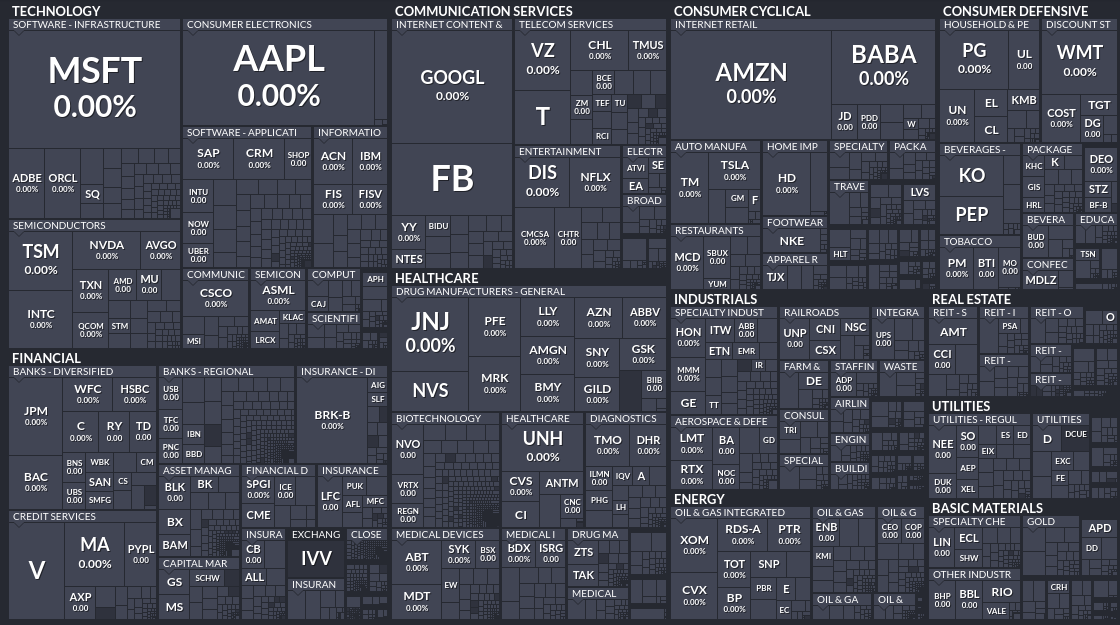 TECHNOLOGY
SOFTWARE - INFRASTRUCTURE
MSFT
0.00%
ADBE
0.00%
ORCL
0.00%
SQ
CONSUMER ELECTRONICS
AAPL
0.00%
SOFTWARE - APPLICATI
SAP
0.00%
CRM
0.00%
SHOP
0.00
INTU
0.00
NOW
0.00
UBER
0.00
INFORMATIO
ACN
0.00%
IBM
0.00%
FIS
0.00%
FISV
0.00%
SEMICONDUCTORS
TSM
0.00%
NVDA
0.00%
AVGO
0.00%
INTC
0.00%
TXN
0.00%
AMD
0.00
MU
0.00
QCOM
0.00
STM
COMMUNIC
CSCO
0.00%
MSI
SEMICON
ASML
0.00%
AMAT
KLAC
LRCX
COMPUT
CAJ
SCIENTIFI
APH
FINANCIAL
BANKS - DIVERSIFIED
JPM
0.00%
WFC
0.00%
HSBC
0.00%
C
0.00%
RY
0.00
TD
0.00
BAC
0.00%
BNS
0.00
WBK
CM
UBS
0.00
SAN
CS
SMFG
BANKS - REGIONAL
USB
0.00
TFC
0.00
PNC
0.00
IBN
BBD
INSURANCE - DI
BRK-B
0.00%
AIG
SLF
CREDIT SERVICES
V
MA
0.00%
PYPL
0.00
AXP
0.00
ASSET MANAG
BLK
0.00
BK
BX
BAM
CAPITAL MAR
GS
SCHW
MS
FINANCIAL D
SPGI
0.00
ICE
0.00
CME
INSURANCE
LFC
0.00
PUK
AFL
MFC
INSURA
CB
0.00
ALL
EXCHANG
IVV
INSURAN
CLOSE
COMMUNICATION SERVICES
INTERNET CONTENT &
GOOGL
0.00%
FB
YY
0.00
BIDU
NTES
TELECOM SERVICES
VZ
0.00%
CHL
0.00%
TMUS
0.00%
T
BCE
0.00
ZM
0.00
TEF
TU
RCI
ENTERTAINMENT
DIS
0.00%
NFLX
0.00%
CMCSA
0.00%
CHTR
0.00
ELECTR
ATVI
SE
EA
BROAD
HEALTHCARE
DRUG MANUFACTURERS - GENERAL
JNJ
0.00%
NVS
PFE
0.00%
MRK
0.00%
LLY
0.00%
AZN
0.00%
ABBV
0.00%
AMGN
0.00%
SNY
0.00%
GSK
0.00%
BMY
0.00%
GILD
0.00%
BIIB
0.00
BIOTECHNOLOGY
NVO
0.00%
VRTX
0.00
REGN
0.00
HEALTHCARE
UNH
0.00%
CVS
0.00%
ANTM
CI
CNC
0.00
DIAGNOSTICS
TMO
0.00%
DHR
0.00%
ILMN
0.00
IQV
A
PHG
LH
MEDICAL DEVICES
ABT
0.00%
SYK
0.00%
BSX
0.00
MDT
0.00%
EW
MEDICAL I
BDX
0.00%
ISRG
0.00
DRUG MA
ZTS
TAK
MEDICAL
CONSUMER CYCLICAL
INTERNET RETAIL
AMZN
0.00%
BABA
0.00%
JD
0.00
PDD
0.00
W
AUTO MANUFA
TM
0.00%
TSLA
0.00%
GM
F
HOME IMP
HD
0.00%
SPECIALTY
PACKA
TRAVE
LVS
RESTAURANTS
MCD
0.00%
SBUX
0.00
YUM
FOOTWEAR
NKE
APPAREL R
TJX
HLT
CONSUMER DEFENSIVE
HOUSEHOLD & PE
PG
0.00%
UL
0.00
UN
0.00%
EL
KMB
CL
DISCOUNT ST
WMT
0.00%
COST
0.00%
TGT
DG
0.00
BEVERAGES -
KO
PEP
PACKAGE
KHC
K
GIS
HRL
DEO
0.00
STZ
BF-B
BEVERA
BUD
0.00
EDUCA
TSN
TOBACCO
PM
0.00%
BTI
0.00%
MO
0.00
CONFEC
MDLZ
INDUSTRIALS
SPECIALTY INDUST
HON
0.00%
ITW
ABB
0.00
ETN
EMR
MMM
0.00%
IR
GE
TT
RAILROADS
UNP
0.00%
CNI
NSC
CSX
INTEGRA
UPS
0.00
FARM &
DE
STAFFIN
ADP
0.00
WASTE
AIRLIN
CONSUL
TRI
AEROSPACE & DEFE
LMT
0.00%
BA
0.00
GD
RTX
0.00%
NOC
0.00
ENGIN
SPECIAL
BUILDI
REAL ESTATE
REIT - S
AMT
CCI
0.00
REIT - I
PSA
REIT -
REIT - O
REIT -
REIT -
O
UTILITIES
UTILITIES - REGUL
NEE
0.00
SO
0.00
ES
ED
EIX
AEP
DUK
0.00
XEL
UTILITIES
D
DCUE
EXC
FE
ENERGY
OIL & GAS INTEGRATED
XOM
0.00%
RDS-A
0.00%
PTR
0.00%
TOT
0.00%
SNP
CVX
0.00%
BP
0.00%
PBR
E
EC
OIL & GAS
ENB
0.00%
KMI
OIL & G
CEO
0.00
COP
0.00
OIL & GA
OIL &
BASIC MATERIALS
SPECIALTY CHE
LIN
0.00
ECL
SHW
GOLD
APD
DD
OTHER INDUSTR
BHP
0.00
BBL
0.00
RIO
VALE
CRH